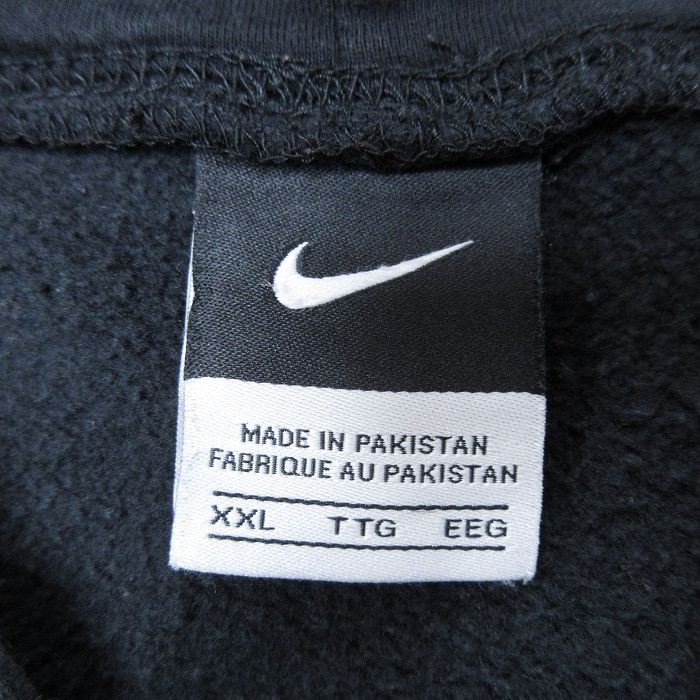 MADE IN PAKISTAN
FABRIQUE AU PAKISTAN
XXL TTG EEG